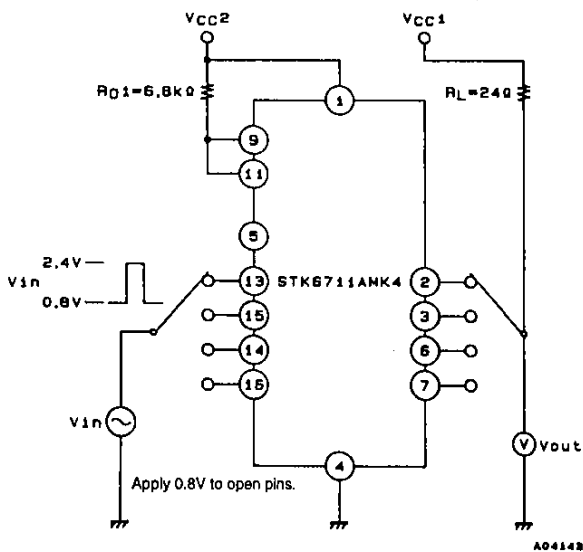 VCC2
VCC1
RO1=6,8kΩ
RL=24Ω
1
9
11
5
2,4V
Vin
0,8V
13
STK6711AMK4
2
15
3
14
6
16
7
Vin
V
Vout
4
Apply 0.8V to open pins.
A04143